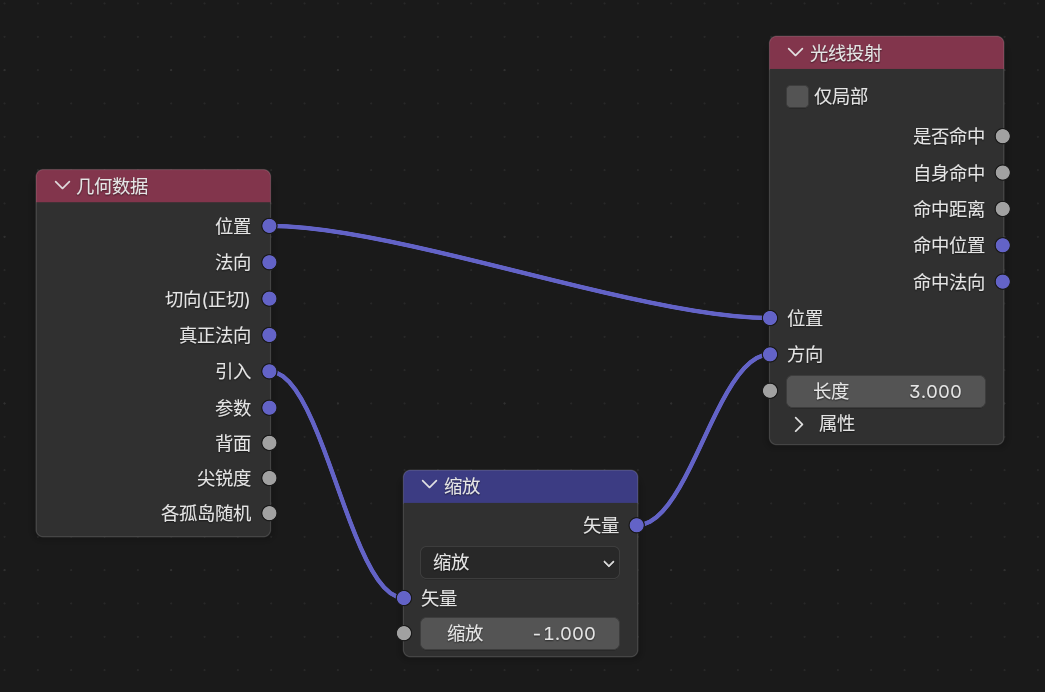 几何数据
位置
法向
切向(正切)
真正法向
引入
参数
背面
尖锐度
各孤岛随机
缩放
矢量
缩放
矢量
缩放 -1.000
光线投射
仅局部
是否命中
自身命中
命中距离
命中位置
命中法向
位置
方向
长度 3.000
属性